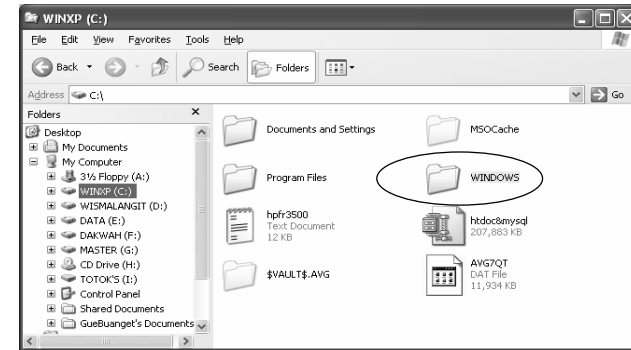 WINXP (C:)
File Edit View Favorites Tools Help
Back Search Folders
Address C:\ Go
Folders
Desktop
My Documents
My Computer
3½ Floppy (A:)
WINXP (C:)
WISMALANGIT (D:)
DATA (E:)
DAKWAH (F:)
MASTER (G:)
CD Drive (H:)
TOTOK'S (I:)
Control Panel
Shared Documents
GueBuanget's Documents
Documents and Settings
MSOCache
Program Files
WINDOWS
hpfr3500
Text Document
12 KB
htdoc&mysql
207,883 KB
$VAULT$.AVG
AVG7QT
DAT File
11,934 KB